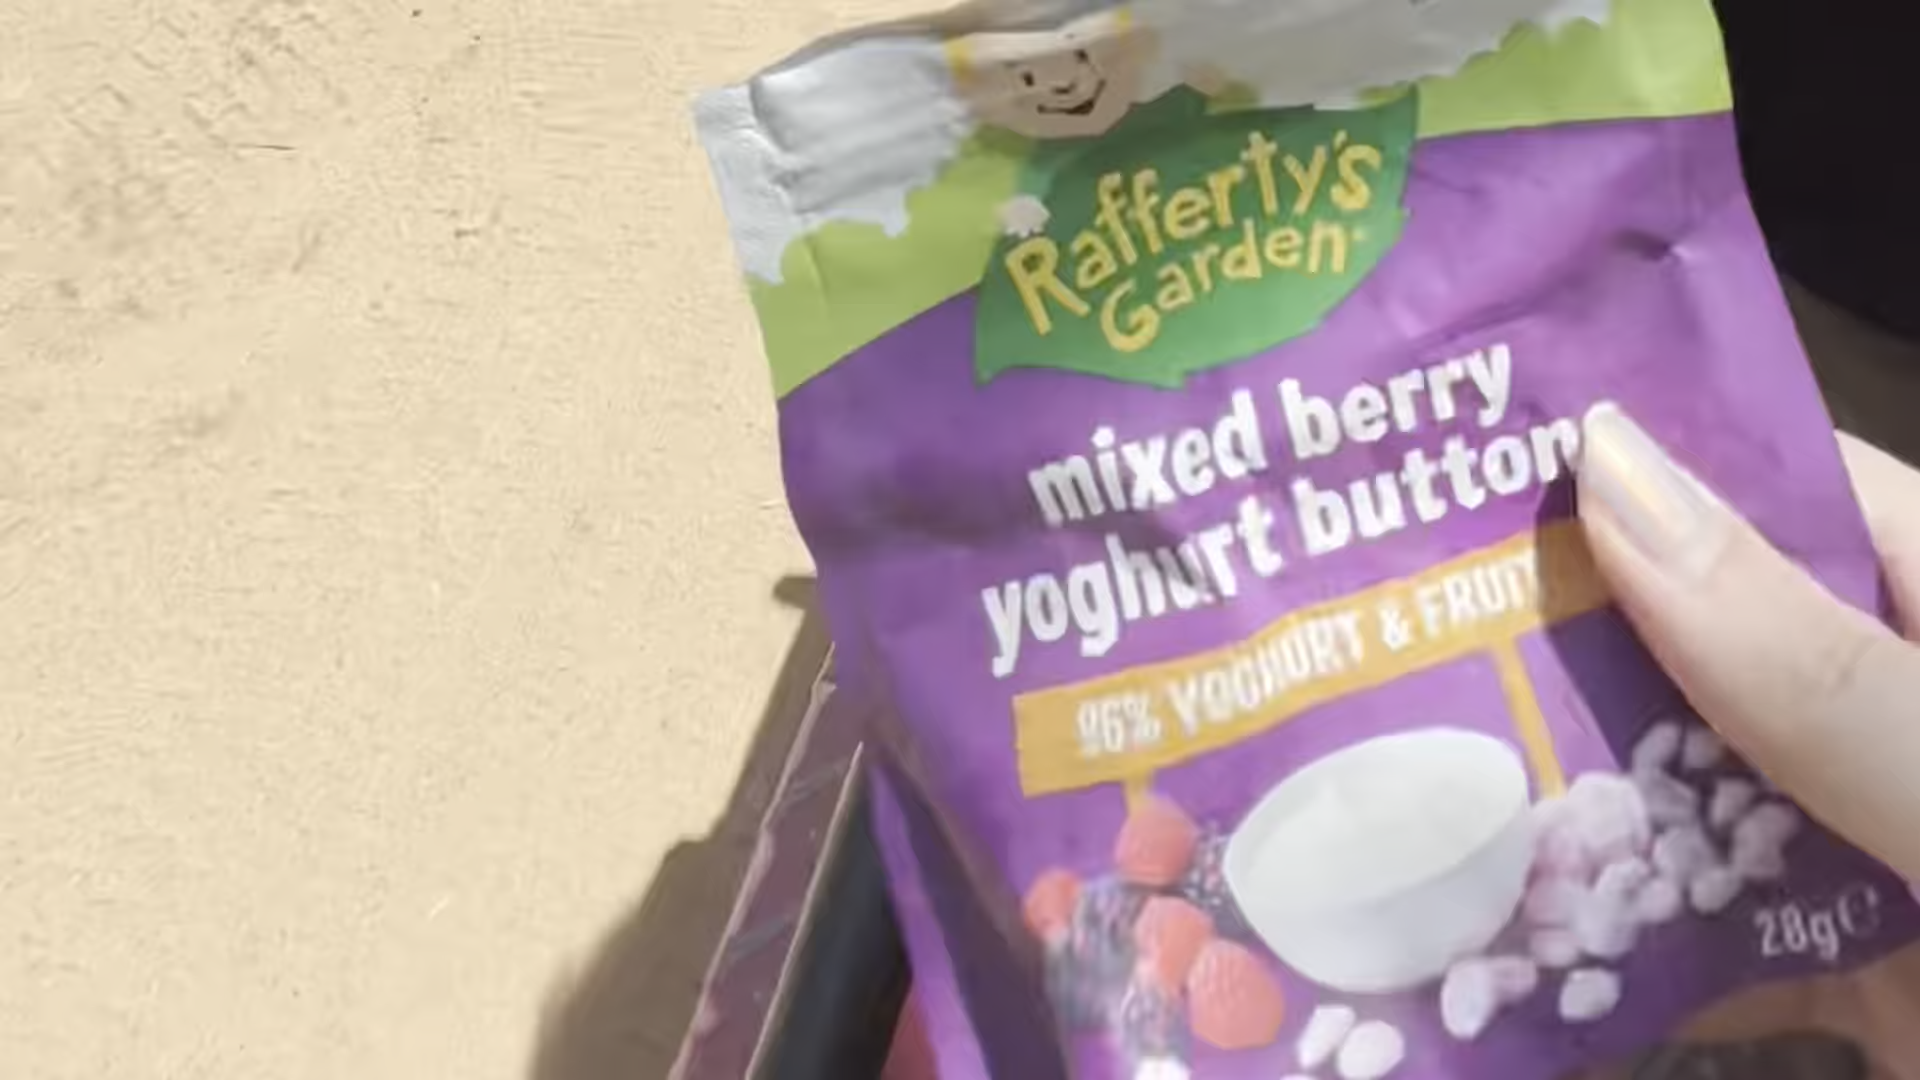 Rafferty's
Garden
mixed berry
yoghurt button
96% YOGHURT & FRUIT
28g e